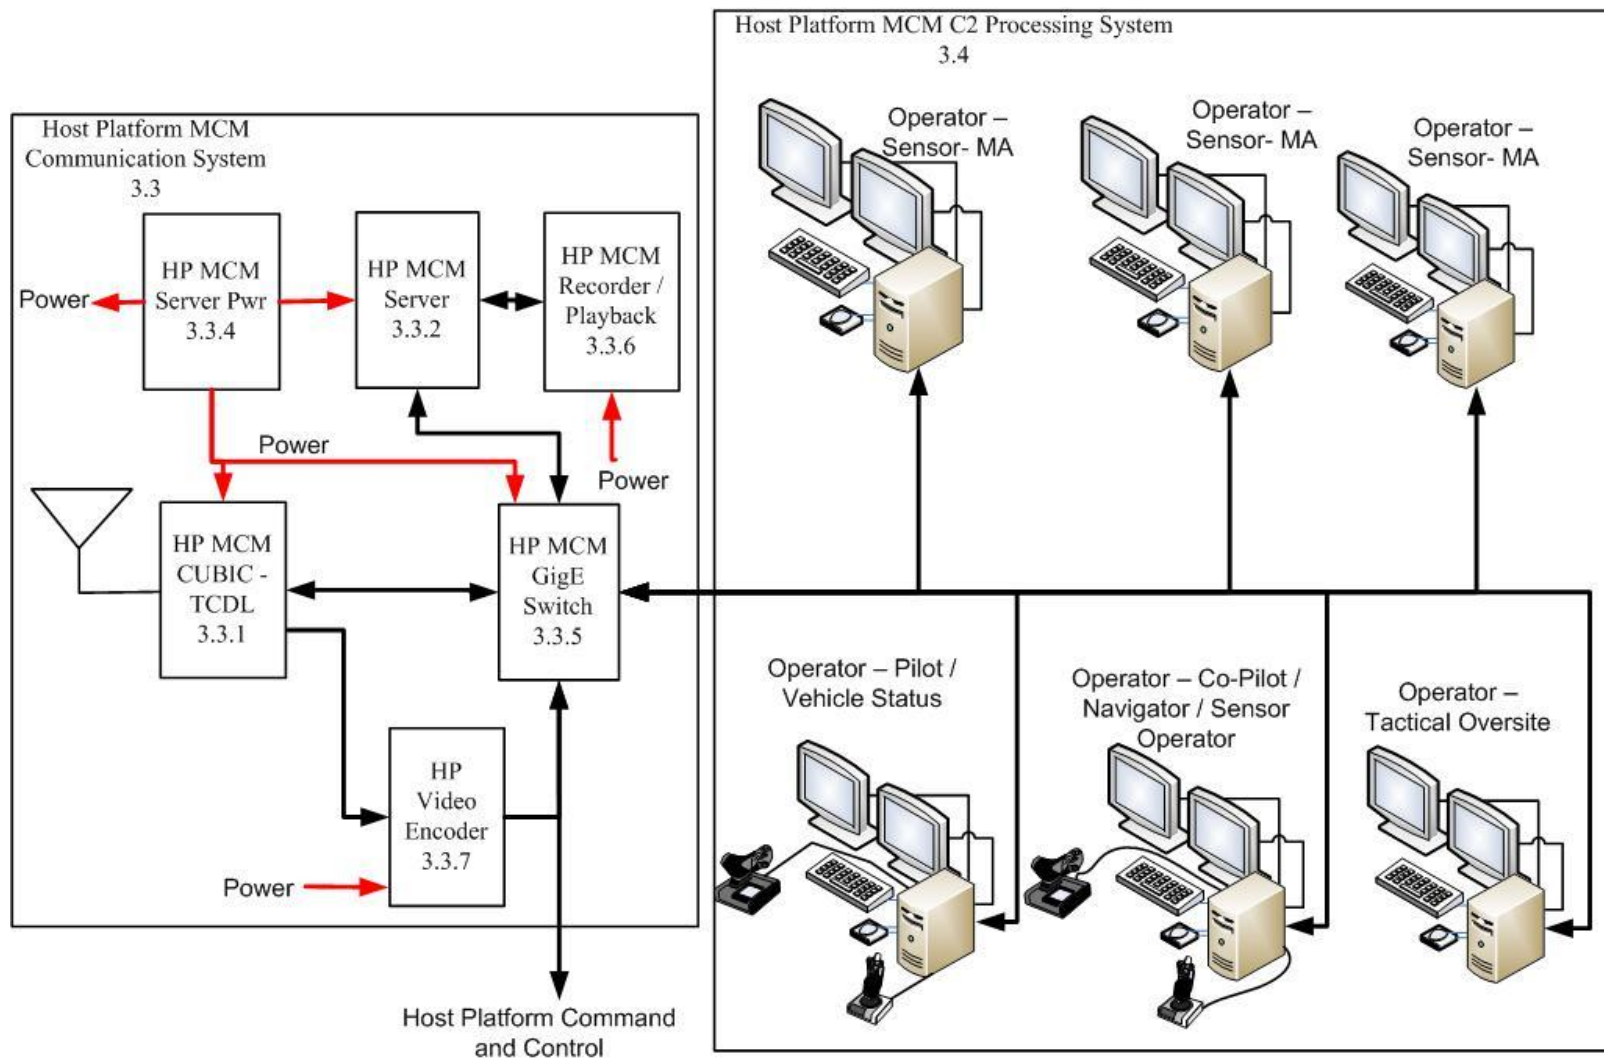 Host Platform MCM C2 Processing System
3.4
Host Platform MCM
Communication System
3.3
Operator –
Sensor- MA
Operator –
Sensor- MA
Operator –
Sensor- MA
HP MCM
Server Pwr
3.3.4
HP MCM
Server
3.3.2
HP MCM
Recorder /
Playback
3.3.6
Power
Power
Power
HP MCM
CUBIC -
TCDL
3.3.1
HP MCM
GigE
Switch
3.3.5
Operator – Pilot /
Vehicle Status
Operator – Co-Pilot /
Navigator / Sensor
Operator
Operator –
Tactical Oversite
HP
Video
Encoder
3.3.7
Power
Host Platform Command
and Control